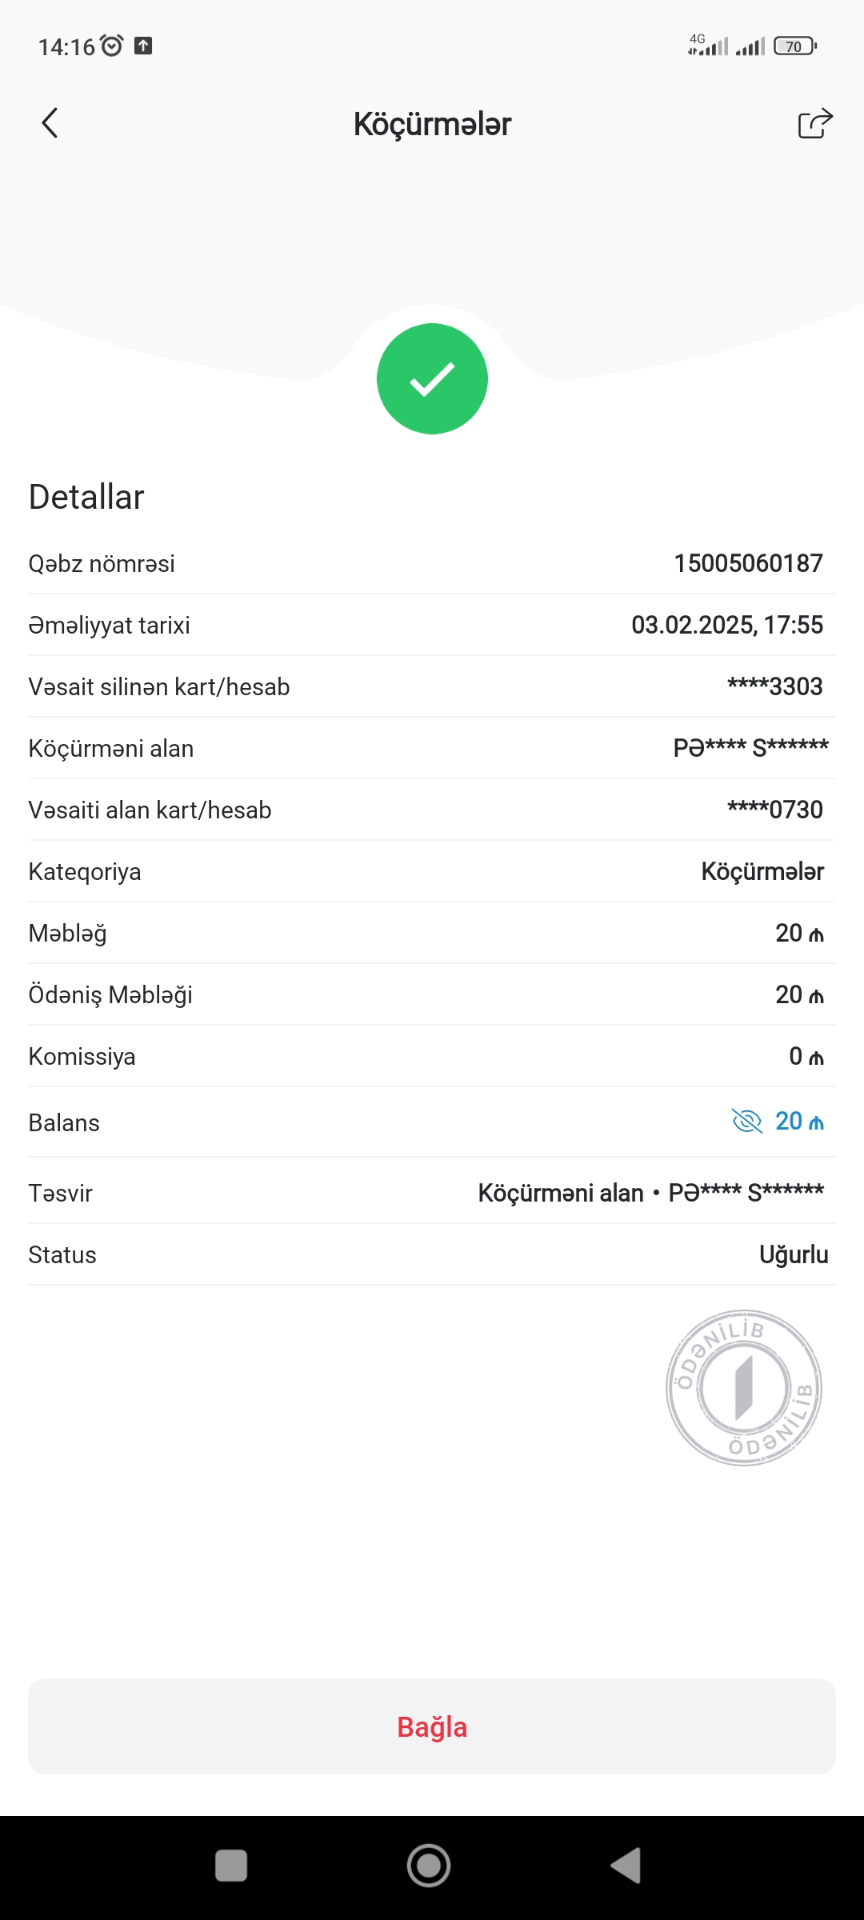 14:16
4G
70
Köçürmələr
Detallar
Qəbz nömrəsi 15005060187
Əməliyyat tarixi 03.02.2025, 17:55
Vəsait silinən kart/hesab ****3303
Köçürməni alan PƏ**** S******
Vəsaiti alan kart/hesab ****0730
Kateqoriya Köçürmələr
Məbləğ 20 ₼
Ödəniş Məbləği 20 ₼
Komissiya 0 ₼
Balans 20 ₼
Təsvir Köçürməni alan • PƏ**** S******
Status Uğurlu
ÖDƏNİLİB
ÖDƏNİLİB
Bağla